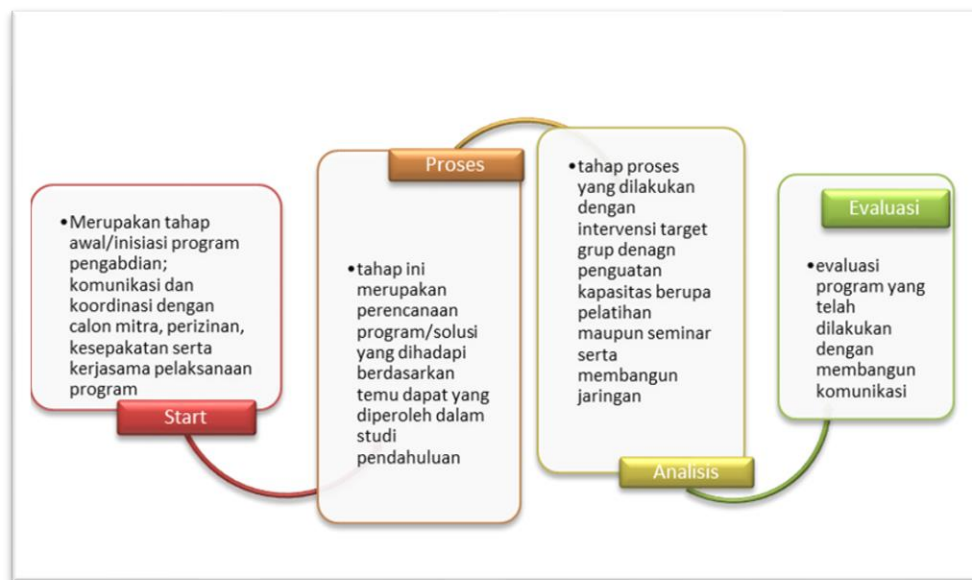 •Merupakan tahap
awal/inisiasi program
pengabdian;
komunikasi dan
koordinasi dengan
calon mitra, perizinan,
kesepakatan serta
kerjasama pelaksanaan
program
Start
Proses
•tahap ini
merupakan
perencanaan
program/solusi
yang dihadapi
berdasarkan
temu dapat yang
diperoleh dalam
studi
pendahuluan
•tahap proses
yang dilakukan
dengan
intervensi target
grup denagn
penguatan
kapasitas berupa
pelatihan
maupun seminar
serta
membangun
jaringan
Analisis
Evaluasi
•evaluasi
program yang
telah
dilakukan
dengan
membangun
komunikasi